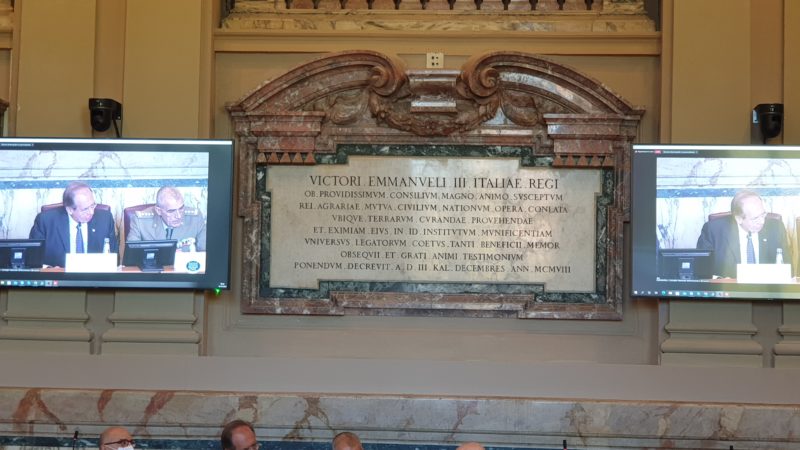 VICTORI EMMANVELI III ITALIAE REGI
OB PROVIDISSIMVM CONSILIVM MAGNO ANIMO SVSCEPTVM
REI AGRARIAE MVTVA CIVILIVM NATIONVM OPERA CONLATA
VBIQVE TERRARVM CVRANDAE PROVEHENDAE
ET EXIMIAM EIVS IN ID INSTITVTVM MVNIFICENTIAM
VNIVERSVS LEGATORVM COETVS TANTI BENEFICII MEMOR
OBSEQVII ET GRATI ANIMI TESTIMONIVM
PONENDVM DECREVIT A D III KAL DECEMBRES ANN MCMVIII